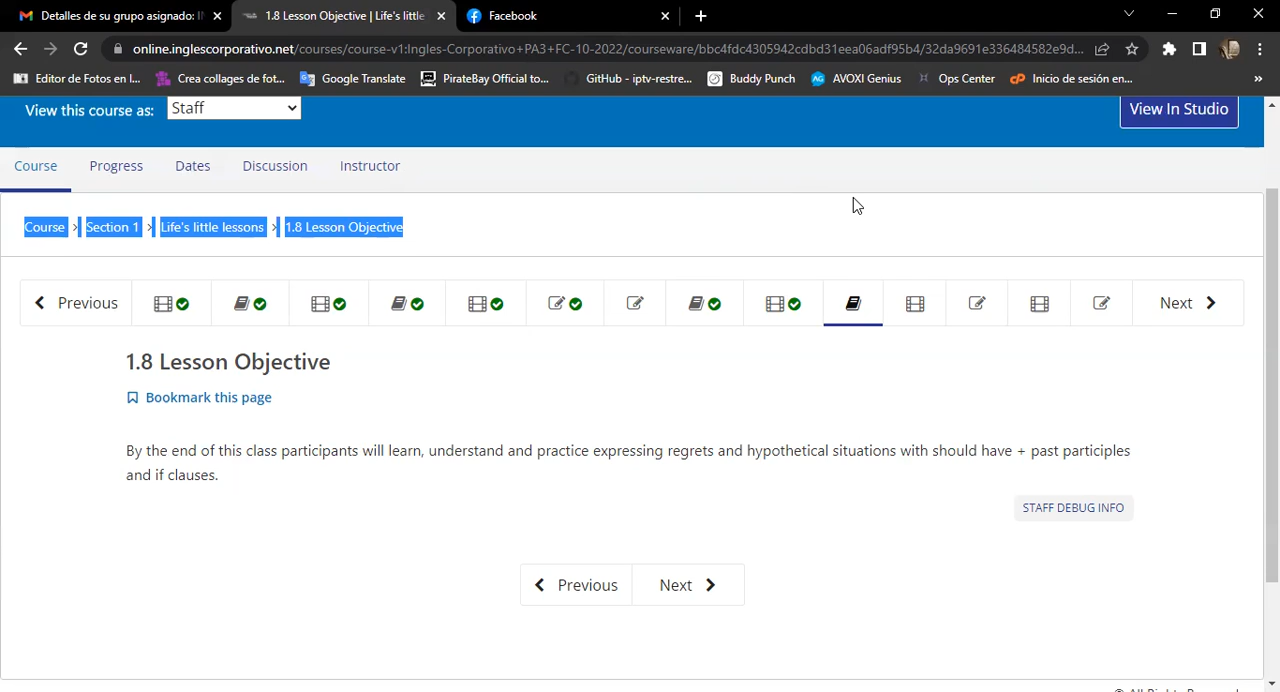 Detalles de su grupo asignado: I
1.8 Lesson Objective | Life's little
Facebook
online.inglescorporativo.net/courses/course-v1:Ingles-Corporativo+PA3+FC-10-2022/courseware/bbc4fdc4305942cdbd31eea06adf95b4/32da9691e336484582e9d...
Editor de Fotos en l...
Crea collages de fot...
Google Translate
PirateBay Official to...
GitHub - iptv-restre...
Buddy Punch
AVOXI Genius
Ops Center
Inicio de sesión en...
»
View this course as:
Staff
View In Studio
Course
Progress
Dates
Discussion
Instructor
Course > Section 1 > Life's little lessons > 1.8 Lesson Objective
Previous
Next
1.8 Lesson Objective
Bookmark this page
By the end of this class participants will learn, understand and practice expressing regrets and hypothetical situations with should have + past participles
and if clauses.
STAFF DEBUG INFO
Previous
Next